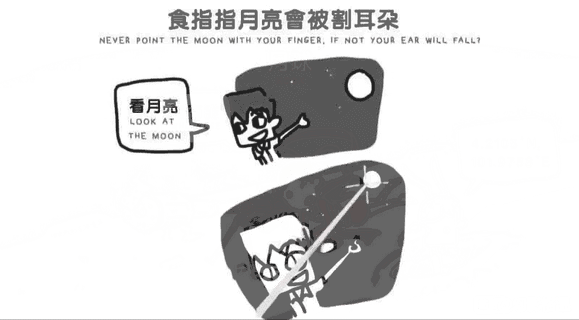 食指指月亮會被割耳朵
NEVER POINT THE MOON WITH YOUR FINGER, IF NOT YOUR EAR WILL FALL?
看月亮
LOOK AT
THE MOON